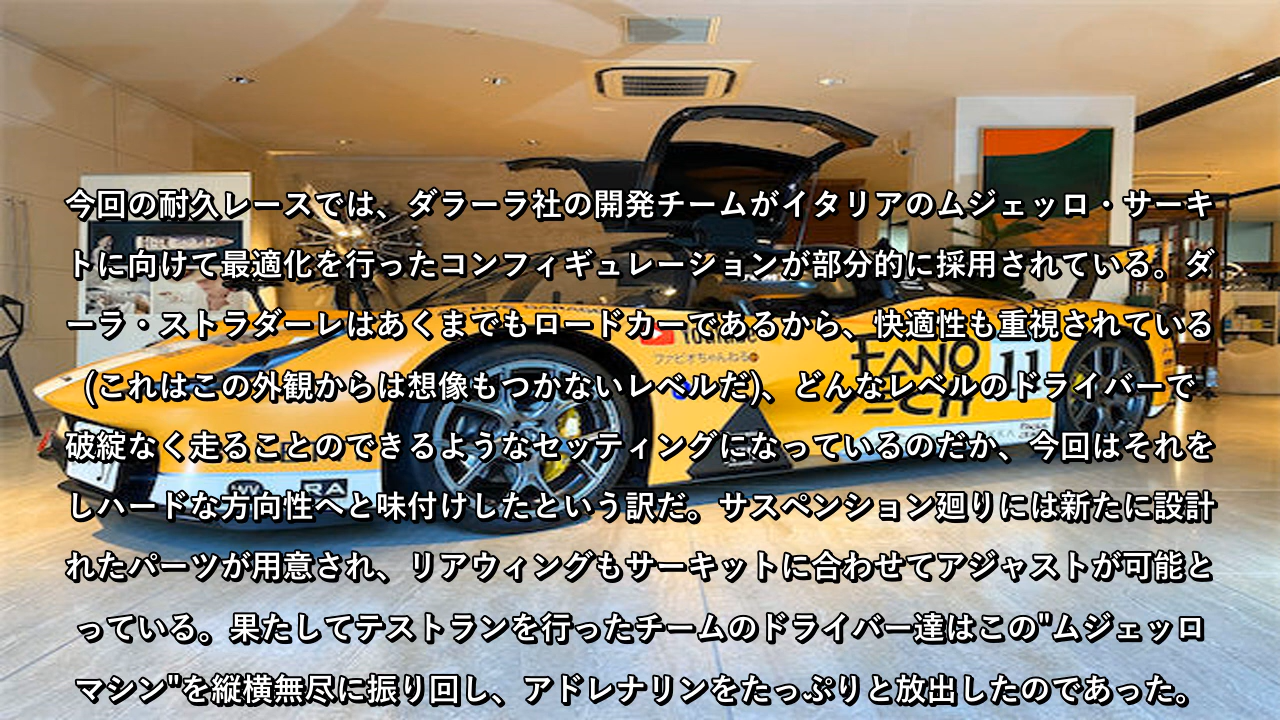 今回の耐久レースでは、ダラーラ社の開発チームがイタリアのムジェッロ・サーキ
トに向けて最適化を行ったコンフィギュレーションが部分的に採用されている。ダ
ーラ・ストラダーレはあくまでもロードカーであるから、快適性も重視されている
(これはこの外観からは想像もつかないレベルだ)、どんなレベルのドライバーで
破綻なく走ることのできるようなセッティングになっているのだか、今回はそれを
しハードな方向性へと味付けしたという訳だ。サスペンション廻りには新たに設計
れたパーツが用意され、リアウィングもサーキットに合わせてアジャストが可能と
っている。果たしてテストランを行ったチームのドライバー達はこの"ムジェッロ
マシン"を縦横無尽に振り回し、アドレナリンをたっぷりと放出したのであった。
YouTube
ファビオちゃんねる
FANO
TECH
11